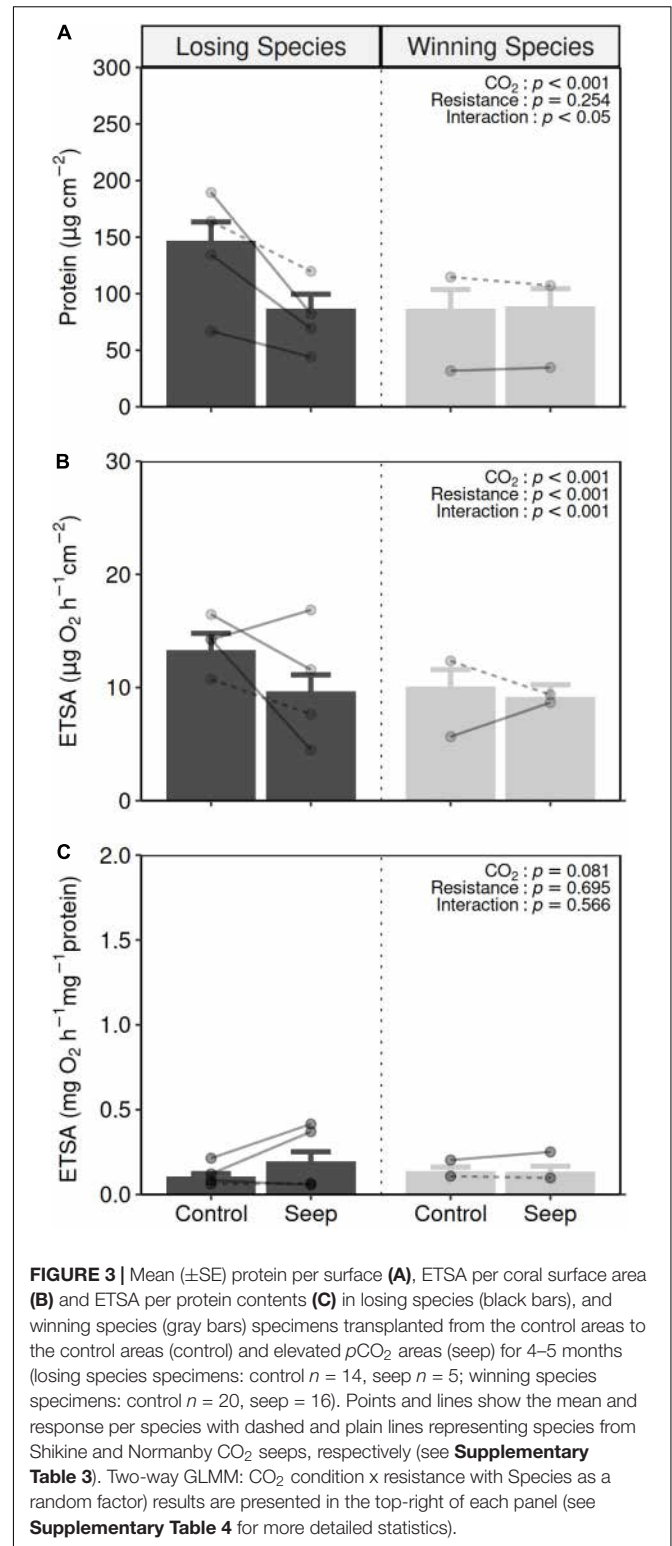 A
Losing Species Winning Species
300
250
200
150
100
50
0
Protein (µg cm⁻²)
CO₂ : p < 0.001
Resistance : p = 0.254
Interaction : p < 0.05
B
30
20
10
0
ETSA (µg O₂ h⁻¹cm⁻²)
CO₂ : p < 0.001
Resistance : p < 0.001
Interaction : p < 0.001
C
2.0
1.5
1.0
0.5
0.0
ETSA (mg O₂ h⁻¹mg⁻¹protein)
CO₂ : p = 0.081
Resistance : p = 0.695
Interaction : p = 0.566
Control Seep Control Seep
FIGURE 3 | Mean (±SE) protein per surface (A), ETSA per coral surface area
(B) and ETSA per protein contents (C) in losing species (black bars), and
winning species (gray bars) specimens transplanted from the control areas to
the control areas (control) and elevated pCO₂ areas (seep) for 4–5 months
(losing species specimens: control n = 14, seep n = 5; winning species
specimens: control n = 20, seep = 16). Points and lines show the mean and
response per species with dashed and plain lines representing species from
Shikine and Normanby CO₂ seeps, respectively (see Supplementary
Table 3). Two-way GLMM: CO₂ condition x resistance with Species as a
random factor) results are presented in the top-right of each panel (see
Supplementary Table 4 for more detailed statistics).